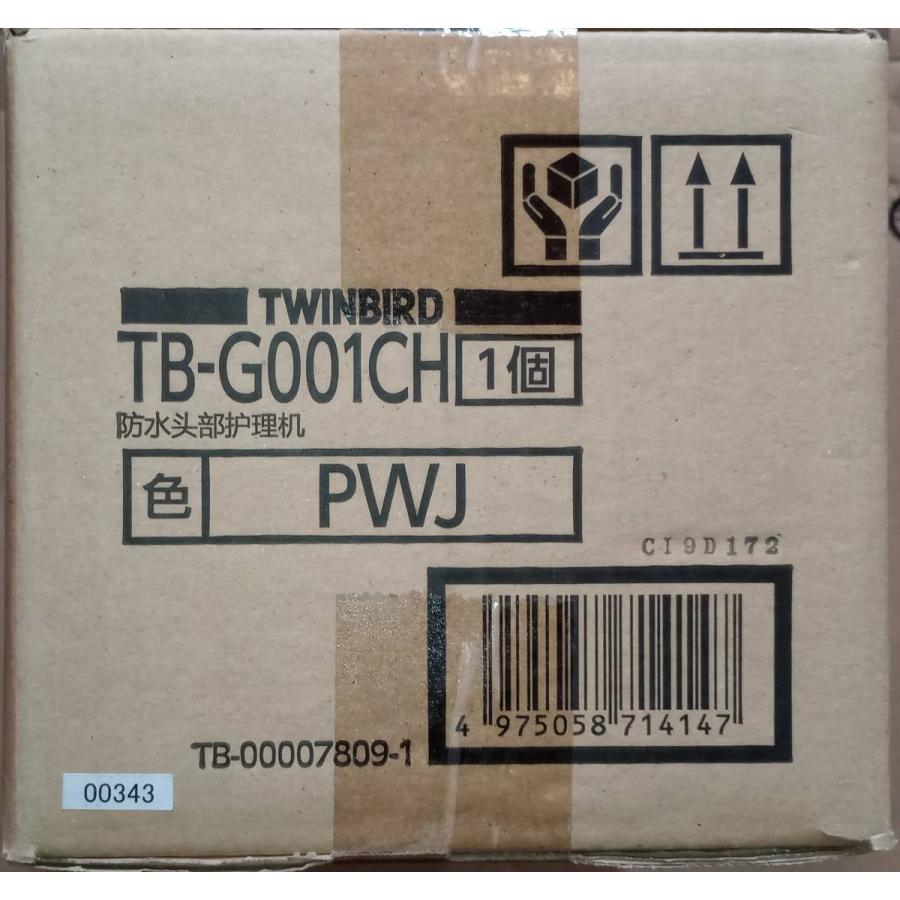 TWINBIRD
TB-G001CH 1個
防水头部护理机
色 PWJ
CI9D172
4 975058 714147
TB-00007809-1
00343